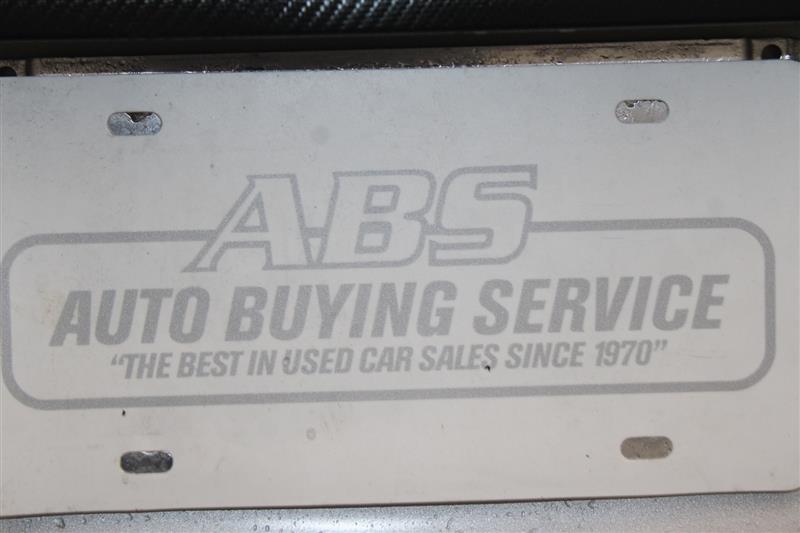 ABS
AUTO BUYING SERVICE
“THE BEST IN USED CAR SALES SINCE 1970”